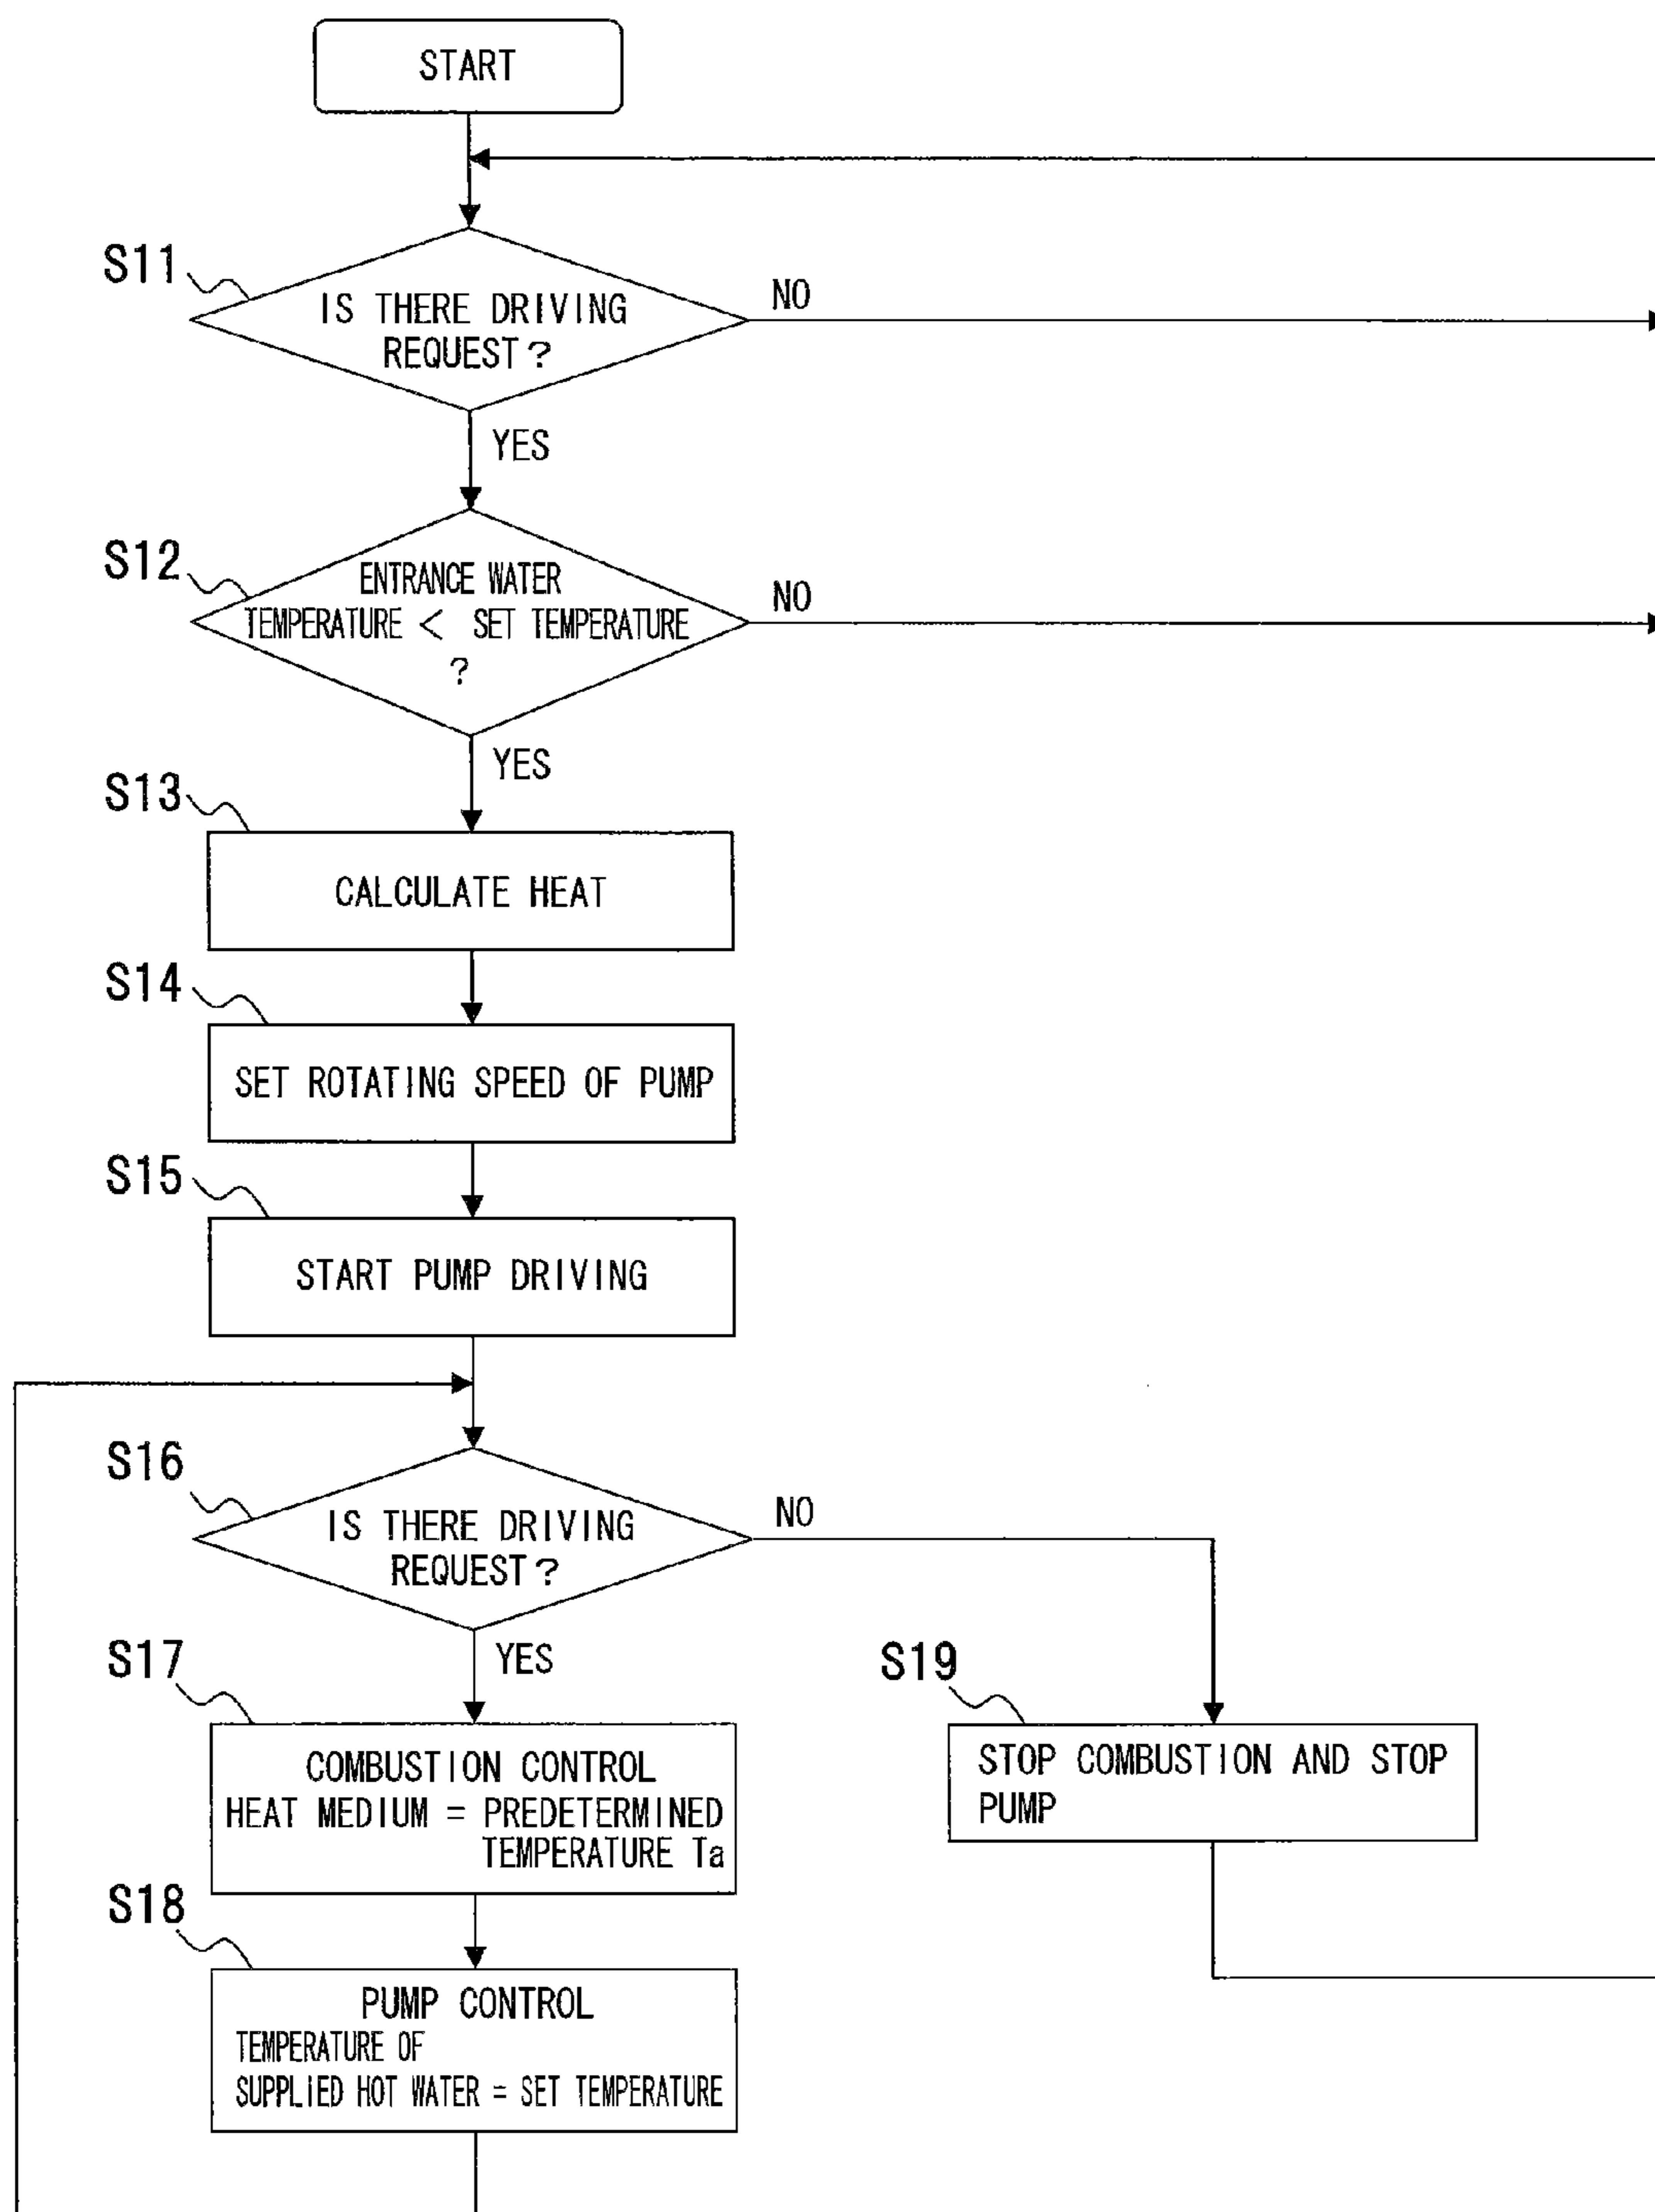 START
S11
IS THERE DRIVING
REQUEST?
NO
YES
S12
ENTRANCE WATER
TEMPERATURE < SET TEMPERATURE
?
NO
YES
S13
CALCULATE HEAT
S14
SET ROTATING SPEED OF PUMP
S15
START PUMP DRIVING
S16
IS THERE DRIVING
REQUEST?
NO
YES
S17
COMBUSTION CONTROL
HEAT MEDIUM = PREDETERMINED
TEMPERATURE Ta
S19
STOP COMBUSTION AND STOP
PUMP
S18
PUMP CONTROL
TEMPERATURE OF
SUPPLIED HOT WATER = SET TEMPERATURE